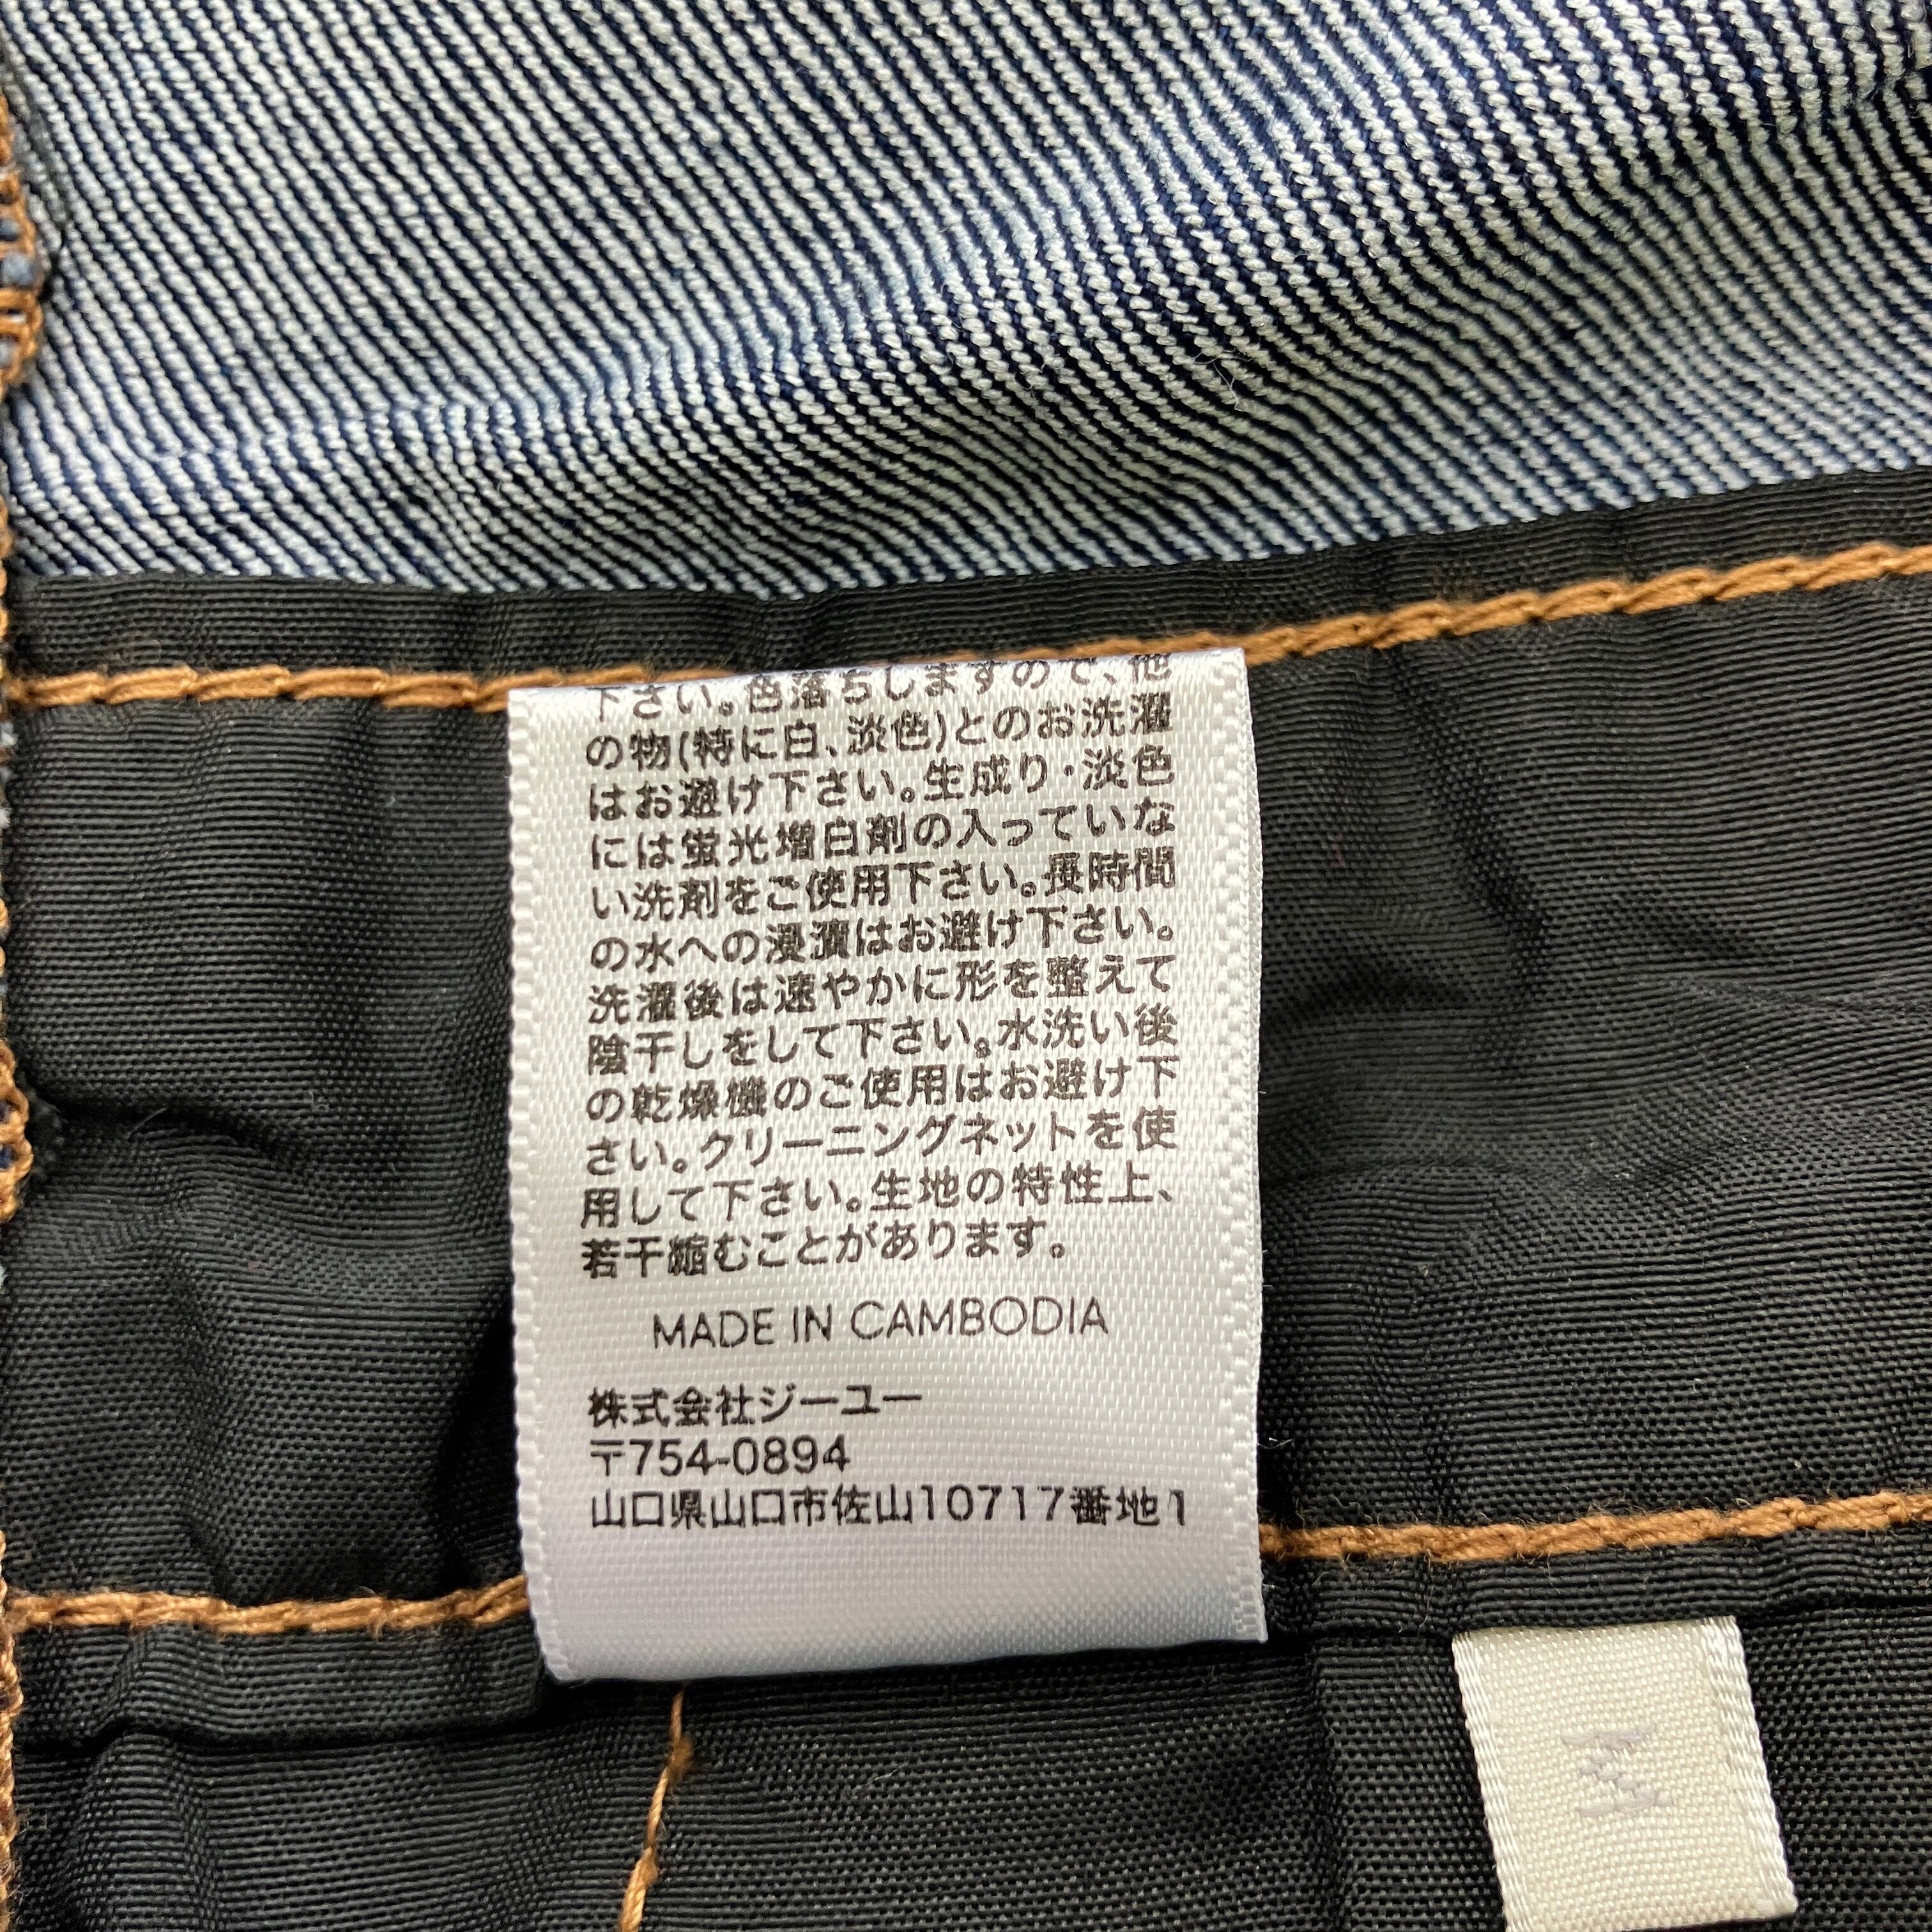 下さい。色落ちしますので、他
の物(特に白、淡色)とのお洗濯
はお避け下さい。生成り・淡色
には蛍光増白剤の入っていな
い洗剤をご使用下さい。長時間
の水への浸漬はお避け下さい。
洗濯後は速やかに形を整えて
陰干しをして下さい。水洗い後
の乾燥機のご使用はお避け下
さい。クリーニングネットを使
用して下さい。生地の特性上、
若干縮むことがあります。
MADE IN CAMBODIA
株式会社ジーユー
〒754-0894
山口県山口市佐山10717番地1
M